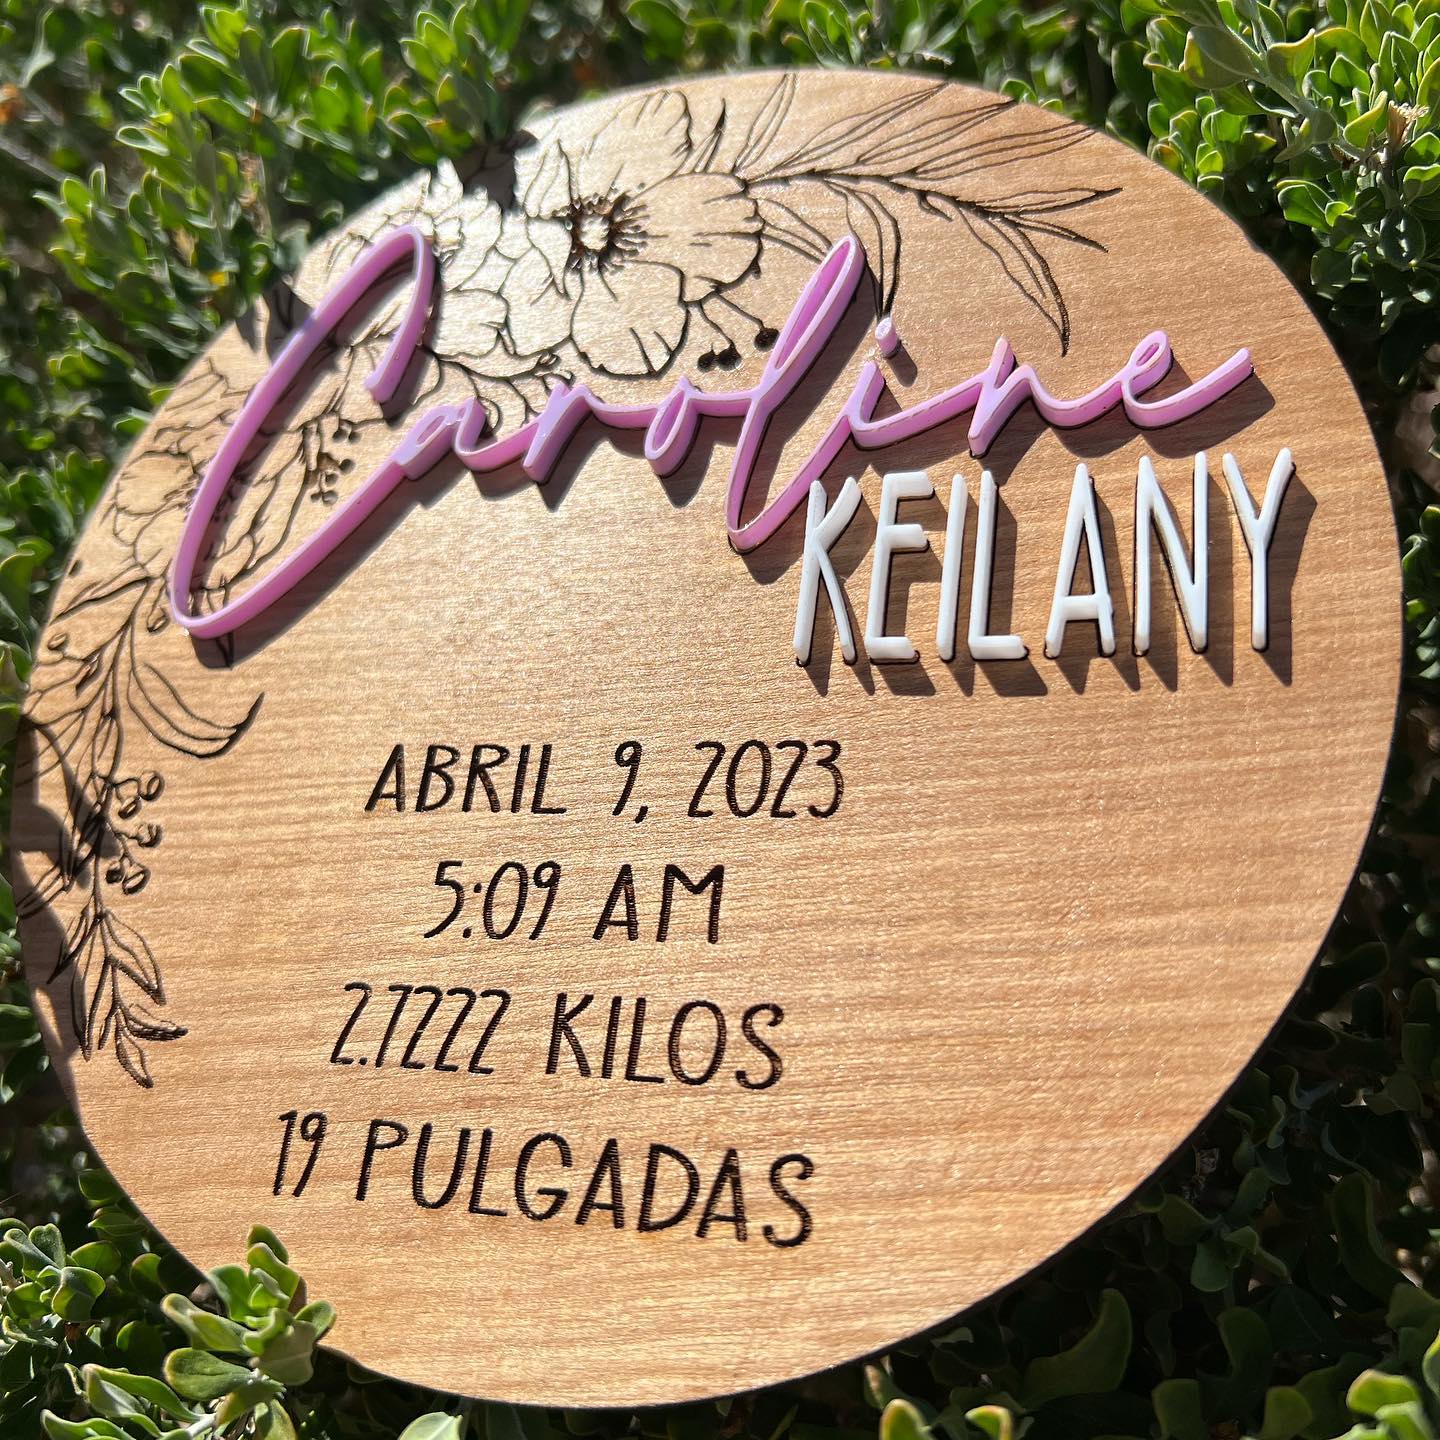 Caroline
KEILANY
ABRIL 9, 2023
5:09 AM
2.7222 KILOS
19 PULGADAS